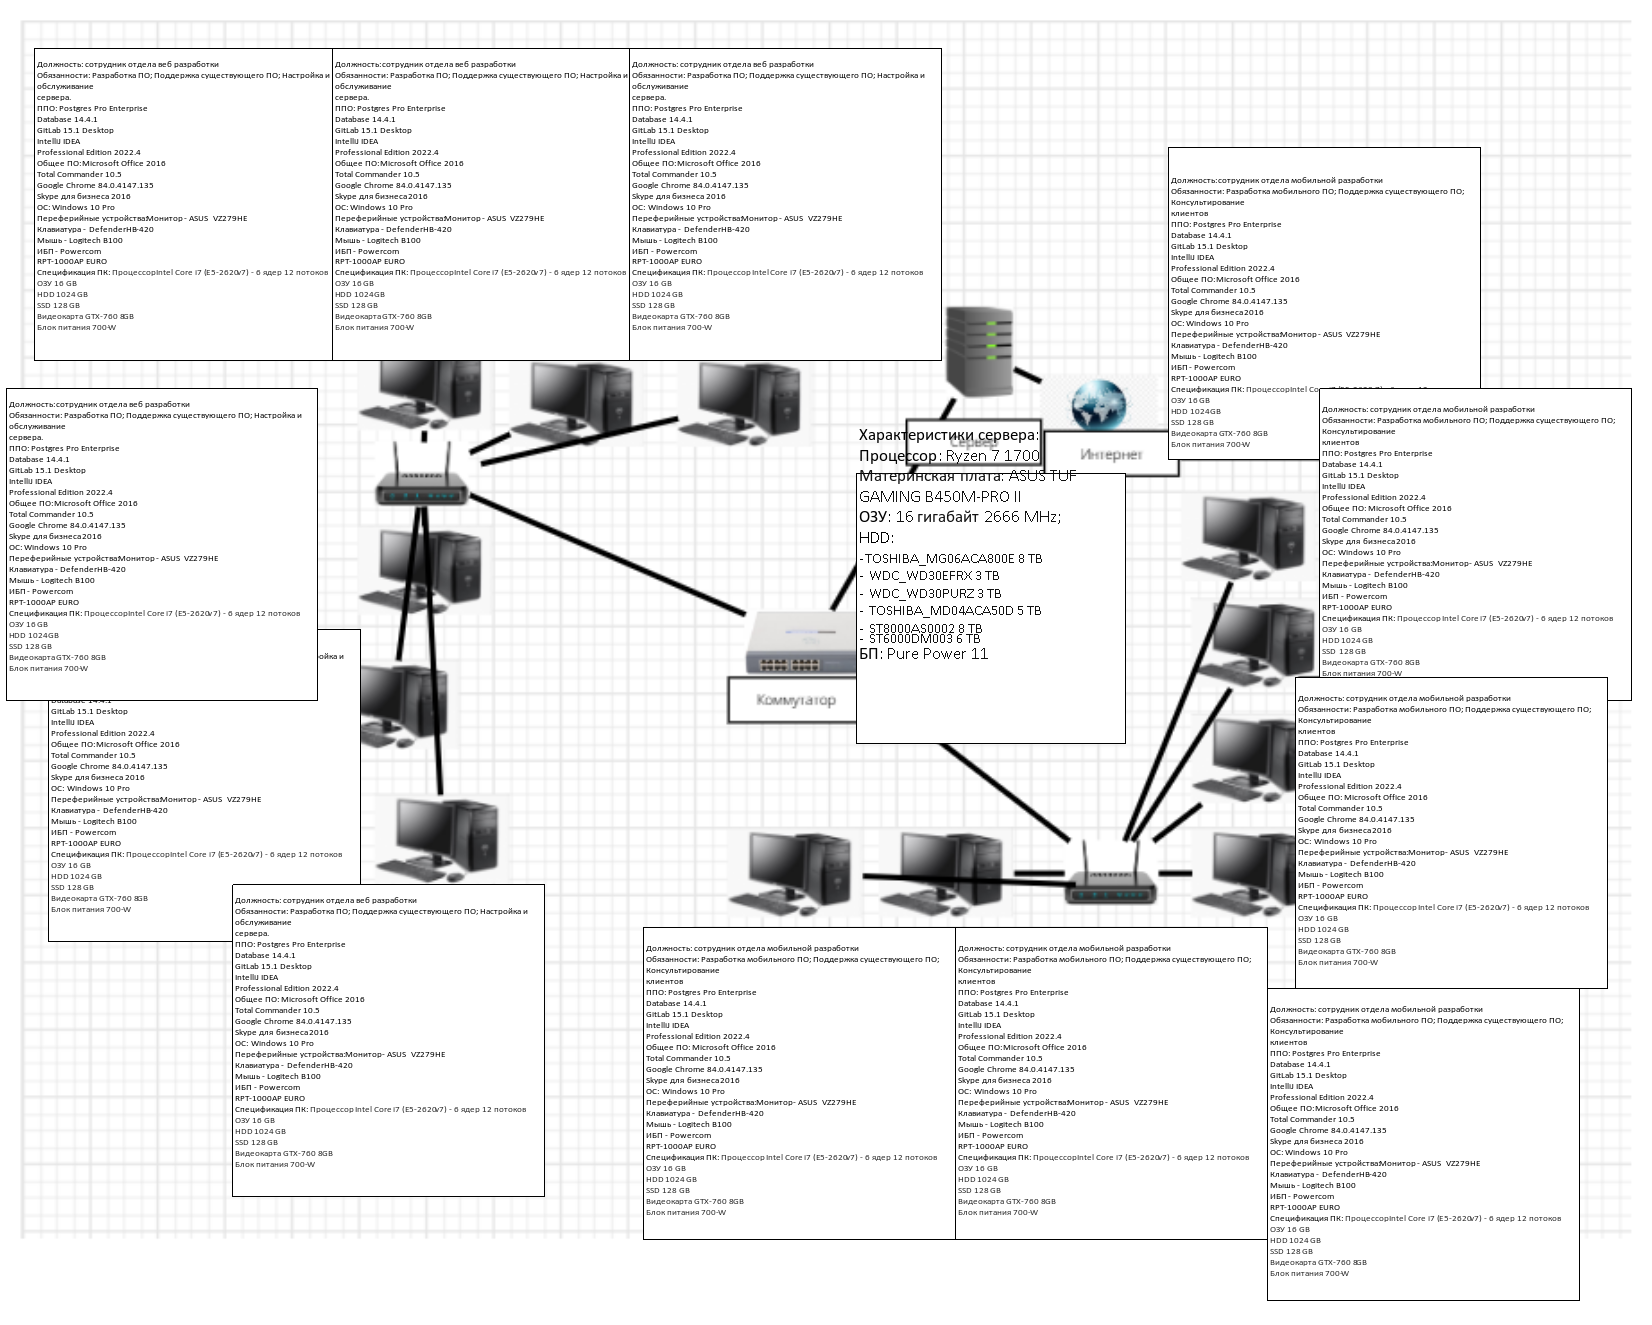 Должность:сотрудник отдела веб разработки
Обязанности: Разработка ПО; Поддержка существующего ПО; Настройка и
обслуживание
сервера.
ППО: Postgres Pro Enterprise
Database 14.4.1
GitLab 15.1 Desktop
IntelliJ IDEA
Professional Edition 2022.4
Общее ПО:Microsoft Office 2016
Total Commander 10.5
Google Chrome 84.0.4147.135
Skype для бизнеса 2016
ОС: Windows 10 Pro
Переферийные устройства:Монитор - ASUS VZ279HE
Клавиатура - DefenderHB-420
Мышь - Logitech B100
ИБП - Powercom
RPT-1000AP EURO
Спецификация ПК: Процессор Intel Core i7 (E5-2620v7) - 6 ядер 12 потоков
ОЗУ 16 GB
HDD 1024 GB
SSD 128 GB
Видеокарта GTX-760 8GB
Блок питания 700-W
Должность:сотрудник отдела веб разработки
Обязанности: Разработка ПО; Поддержка существующего ПО; Настройка и
обслуживание
сервера.
ППО: Postgres Pro Enterprise
Database 14.4.1
GitLab 15.1 Desktop
IntelliJ IDEA
Professional Edition 2022.4
Общее ПО:Microsoft Office 2016
Total Commander 10.5
Google Chrome 84.0.4147.135
Skype для бизнеса2016
ОС: Windows 10 Pro
Переферийные устройства:Монитор - ASUS VZ279HE
Клавиатура - DefenderHB-420
Мышь - Logitech B100
ИБП - Powercom
RPT-1000AP EURO
Спецификация ПК: Процессор Intel Core i7 (E5-2620v7) - 6 ядер 12 потоков
ОЗУ 16 GB
HDD 1024GB
SSD 128 GB
Видеокарта GTX-760 8GB
Блок питания 700-W
Должность: сотрудник отдела веб разработки
Обязанности: Разработка ПО; Поддержка существующего ПО; Настройка и
обслуживание
сервера.
ППО: Postgres Pro Enterprise
Database 14.4.1
GitLab 15.1 Desktop
IntelliJ IDEA
Professional Edition 2022.4
Общее ПО: Microsoft Office 2016
Total Commander 10.5
Google Chrome 84.0.4147.135
Skype для бизнеса 2016
ОС: Windows 10 Pro
Переферийные устройства:Монитор - ASUS VZ279HE
Клавиатура - DefenderHB-420
Мышь - Logitech B100
ИБП - Powercom
RPT-1000AP EURO
Спецификация ПК: Процессор Intel Core i7 (E5-2620v7) - 6 ядер 12 потоков
ОЗУ 16 GB
HDD 1024 GB
SSD 128 GB
Видеокарта GTX-760 8GB
Блок питания 700-W
Должность:сотрудник отдела мобильной разработки
Обязанности: Разработка мобильного ПО; Поддержка существующего ПО;
Консультирование
клиентов
ППО: Postgres Pro Enterprise
Database 14.4.1
GitLab 15.1 Desktop
IntelliJ IDEA
Professional Edition 2022.4
Общее ПО: Microsoft Office 2016
Total Commander 10.5
Google Chrome 84.0.4147.135
Skype для бизнеса2016
ОС: Windows 10 Pro
Переферийные устройства:Монитор - ASUS VZ279HE
Клавиатура - DefenderHB-420
Мышь - Logitech B100
ИБП - Powercom
RPT-1000AP EURO
Спецификация ПК: Процессор Intel
ОЗУ 16 GB
HDD 1024GB
SSD 128 GB
Видеокарта GTX-760 8GB
Блок питания 700-W
Должность:сотрудник отдела веб разработки
Обязанности: Разработка ПО; Поддержка существующего ПО; Настройка и
обслуживание
сервера.
ППО: Postgres Pro Enterprise
Database 14.4.1
GitLab 15.1 Desktop
IntelliJ IDEA
Professional Edition 2022.4
Общее ПО:Microsoft Office 2016
Total Commander 10.5
Google Chrome 84.0.4147.135
Skype для бизнеса2016
ОС: Windows 10 Pro
Переферийные устройства:Монитор - ASUS VZ279HE
Клавиатура - DefenderHB-420
Мышь - Logitech B100
ИБП - Powercom
RPT-1000AP EURO
Спецификация ПК: Процессор Intel Core i7 (E5-2620v7) - 6 ядер 12 потоков
ОЗУ 16 GB
HDD 1024GB
SSD 128 GB
Видеокарта GTX-760 8GB
Блок питания 700-W
Сервер
Интернет
Коммутатор
Характеристики сервера:
Процессор: Ryzen 7 1700
Материнская плата: ASUS TUF
GAMING B450M-PRO II
ОЗУ: 16 гигабайт 2666 MHz;
HDD:
-TOSHIBA_MG06ACA800E 8 TB
- WDC_WD30EFRX 3 TB
- WDC_WD30PURZ 3 TB
- TOSHIBA_MD04ACA50D 5 TB
- ST8000AS0002 8 TB
- ST6000DM003 6 TB
БП: Pure Power 11
Должность: сотрудник отдела мобильной разработки
Обязанности: Разработка мобильного ПО; Поддержка существующего ПО;
Консультирование
клиентов
ППО: Postgres Pro Enterprise
Database 14.4.1
GitLab 15.1 Desktop
IntelliJ IDEA
Professional Edition 2022.4
Общее ПО: Microsoft Office 2016
Total Commander 10.5
Google Chrome 84.0.4147.135
Skype для бизнеса2016
ОС: Windows 10 Pro
Переферийные устройства:Монитор- ASUS VZ279HE
Клавиатура - DefenderHB-420
Мышь - Logitech B100
ИБП - Powercom
RPT-1000AP EURO
Спецификация ПК: Процессор Intel Core i7 (E5-2620v7) - 6 ядер 12 потоков
ОЗУ 16 GB
HDD 1024 GB
SSD 128 GB
Видеокарта GTX-760 8GB
Блок питания 700-W
GitLab 15.1 Desktop
IntelliJ IDEA
Professional Edition 2022.4
Общее ПО:Microsoft Office 2016
Total Commander 10.5
Google Chrome 84.0.4147.135
Skype для бизнеса 2016
ОС: Windows 10 Pro
Переферийные устройства:Монитор - ASUS VZ279HE
Клавиатура - DefenderHB-420
Мышь - Logitech B100
ИБП - Powercom
RPT-1000AP EURO
Спецификация ПК: Процессор Intel Core i7 (E5-2620v7) - 6 ядер 12 потоков
ОЗУ 16 GB
HDD 1024 GB
SSD 128 GB
Видеокарта GTX-760 8GB
Блок питания 700-W
Должность: сотрудник отдела мобильной разработки
Обязанности: Разработка мобильного ПО; Поддержка существующего ПО;
Консультирование
клиентов
ППО: Postgres Pro Enterprise
Database 14.4.1
GitLab 15.1 Desktop
IntelliJ IDEA
Professional Edition 2022.4
Общее ПО: Microsoft Office 2016
Total Commander 10.5
Google Chrome 84.0.4147.135
Skype для бизнеса2016
ОС: Windows 10 Pro
Переферийные устройства:Монитор- ASUS VZ279HE
Клавиатура - DefenderHB-420
Мышь - Logitech B100
ИБП - Powercom
RPT-1000AP EURO
Спецификация ПК: Процессор Intel Core i7 (E5-2620v7) - 6 ядер 12 потоков
ОЗУ 16 GB
HDD 1024 GB
SSD 128 GB
Видеокарта GTX-760 8GB
Блок питания 700-W
Должность: сотрудник отдела веб разработки
Обязанности: Разработка ПО; Поддержка существующего ПО; Настройка и
обслуживание
сервера.
ППО: Postgres Pro Enterprise
Database 14.4.1
GitLab 15.1 Desktop
IntelliJ IDEA
Professional Edition 2022.4
Общее ПО: Microsoft Office 2016
Total Commander 10.5
Google Chrome 84.0.4147.135
Skype для бизнеса2016
ОС: Windows 10 Pro
Переферийные устройства:Монитор- ASUS VZ279HE
Клавиатура - DefenderHB-420
Мышь - Logitech B100
ИБП - Powercom
RPT-1000AP EURO
Спецификация ПК: Процессор Intel Core i7 (E5-2620v7) - 6 ядер 12 потоков
ОЗУ 16 GB
HDD 1024 GB
SSD 128 GB
Видеокарта GTX-760 8GB
Блок питания 700-W
Должность: сотрудник отдела мобильной разработки
Обязанности: Разработка мобильного ПО; Поддержка существующего ПО;
Консультирование
клиентов
ППО: Postgres Pro Enterprise
Database 14.4.1
GitLab 15.1 Desktop
IntelliJ IDEA
Professional Edition 2022.4
Общее ПО: Microsoft Office 2016
Total Commander 10.5
Google Chrome 84.0.4147.135
Skype для бизнеса2016
ОС: Windows 10 Pro
Переферийные устройства:Монитор- ASUS VZ279HE
Клавиатура - DefenderHB-420
Мышь - Logitech B100
ИБП - Powercom
RPT-1000AP EURO
Спецификация ПК: Процессор Intel Core i7 (E5-2620v7) - 6 ядер 12 потоков
ОЗУ 16 GB
HDD 1024 GB
SSD 128 GB
Видеокарта GTX-760 8GB
Блок питания 700-W
Должность: сотрудник отдела мобильной разработки
Обязанности: Разработка мобильного ПО; Поддержка существующего ПО;
Консультирование
клиентов
ППО: Postgres Pro Enterprise
Database 14.4.1
GitLab 15.1 Desktop
IntelliJ IDEA
Professional Edition 2022.4
Общее ПО: Microsoft Office 2016
Total Commander 10.5
Google Chrome 84.0.4147.135
Skype для бизнеса2016
ОС: Windows 10 Pro
Переферийные устройства:Монитор- ASUS VZ279HE
Клавиатура - DefenderHB-420
Мышь - Logitech B100
ИБП - Powercom
RPT-1000AP EURO
Спецификация ПК: Процессор Intel Core i7 (E5-2620v7) - 6 ядер 12 потоков
ОЗУ 16 GB
HDD 1024 GB
SSD 128 GB
Видеокарта GTX-760 8GB
Блок питания 700-W
Должность: сотрудник отдела мобильной разработки
Обязанности: Разработка мобильного ПО; Поддержка существующего ПО;
Консультирование
клиентов
ППО: Postgres Pro Enterprise
Database 14.4.1
GitLab 15.1 Desktop
IntelliJ IDEA
Professional Edition 2022.4
Общее ПО:Microsoft Office 2016
Total Commander 10.5
Google Chrome 84.0.4147.135
Skype для бизнеса 2016
ОС: Windows 10 Pro
Переферийные устройства:Монитор - ASUS VZ279HE
Клавиатура - DefenderHB-420
Мышь - Logitech B100
ИБП - Powercom
RPT-1000AP EURO
Спецификация ПК: Процессор Intel Core i7 (E5-2620v7) - 6 ядер 12 потоков
ОЗУ 16 GB
HDD 1024 GB
SSD 128 GB
Видеокарта GTX-760 8GB
Блок питания 700-W